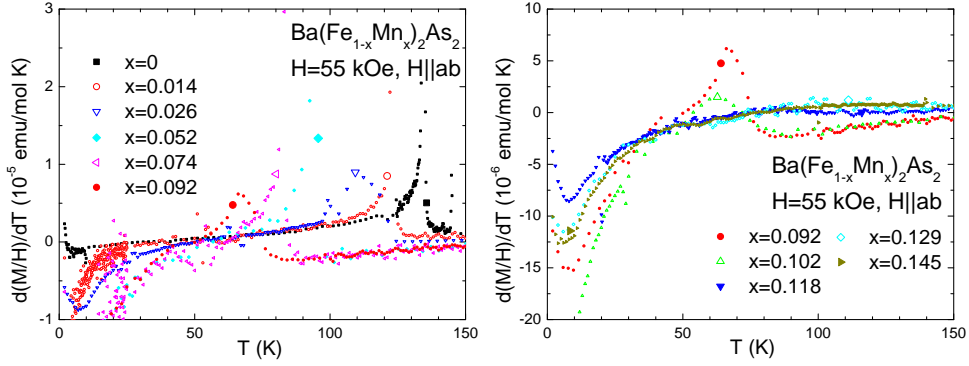 Ba(Fe1-xMnx)2As2
H=55 kOe, H||ab
x=0
x=0.014
x=0.026
x=0.052
x=0.074
x=0.092
3
2
1
0
-1
0
50
100
150
d(M/H)/dT (10^-5 emu/mol K)
T (K)
10
5
0
-5
-10
-15
-20
0
50
100
150
d(M/H)/dT (10^-6 emu/mol K)
T (K)
Ba(Fe1-xMnx)2As2
H=55 kOe, H||ab
x=0.092
x=0.102
x=0.118
x=0.129
x=0.145